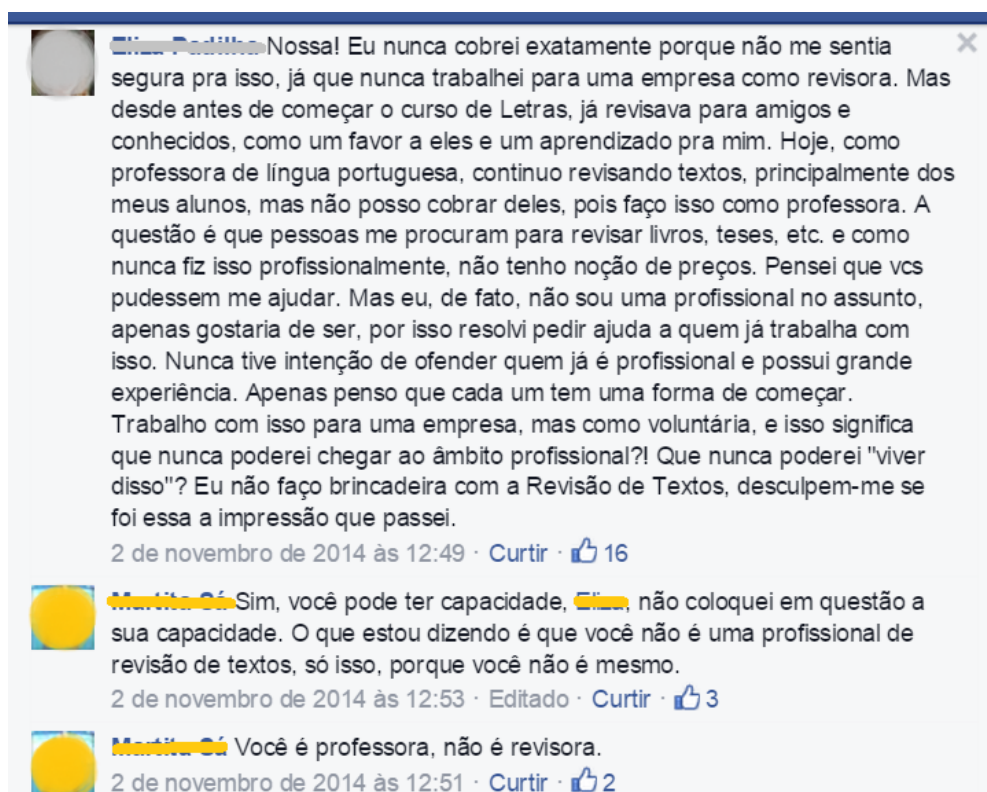 Nossa! Eu nunca cobrei exatamente porque não me sentia
segura pra isso, já que nunca trabalhei para uma empresa como revisora. Mas
desde antes de começar o curso de Letras, já revisava para amigos e
conhecidos, como um favor a eles e um aprendizado pra mim. Hoje, como
professora de língua portuguesa, continuo revisando textos, principalmente dos
meus alunos, mas não posso cobrar deles, pois faço isso como professora. A
questão é que pessoas me procuram para revisar livros, teses, etc. e como
nunca fiz isso profissionalmente, não tenho noção de preços. Pensei que vcs
pudessem me ajudar. Mas eu, de fato, não sou uma profissional no assunto,
apenas gostaria de ser, por isso resolvi pedir ajuda a quem já trabalha com
isso. Nunca tive intenção de ofender quem já é profissional e possui grande
experiência. Apenas penso que cada um tem uma forma de começar.
Trabalho com isso para uma empresa, mas como voluntária, e isso significa
que nunca poderei chegar ao âmbito profissional?! Que nunca poderei "viver
disso"? Eu não faço brincadeira com a Revisão de Textos, desculpem-me se
foi essa a impressão que passei.
2 de novembro de 2014 às 12:49 · Curtir · 16
Sim, você pode ter capacidade, não coloquei em questão a
sua capacidade. O que estou dizendo é que você não é uma profissional de
revisão de textos, só isso, porque você não é mesmo.
2 de novembro de 2014 às 12:53 · Editado · Curtir · 3
Você é professora, não é revisora.
2 de novembro de 2014 às 12:51 · Curtir · 2